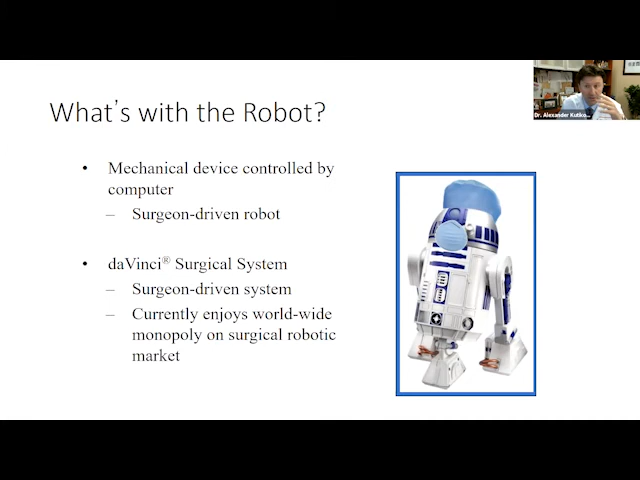 Dr. Alexander Kutiko...
What's with the Robot?
• Mechanical device controlled by
computer
– Surgeon-driven robot
• daVinci® Surgical System
– Surgeon-driven system
– Currently enjoys world-wide
monopoly on surgical robotic
market